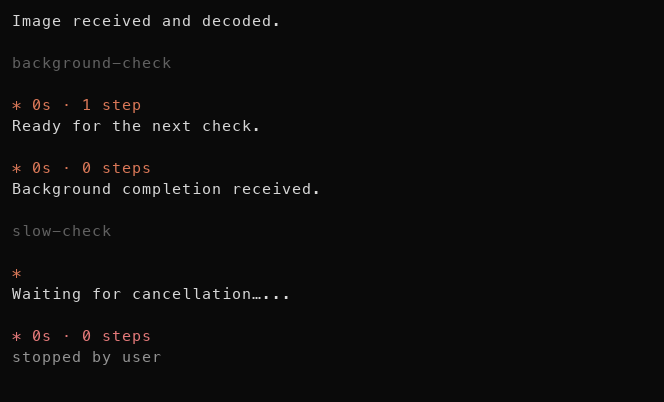 Image received and decoded.
background-check
* 0s · 1 step
Ready for the next check.
* 0s · 0 steps
Background completion received.
slow-check
*
Waiting for cancellation…...
* 0s · 0 steps
stopped by user